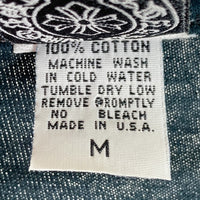 100% COTTON
MACHINE WASH
IN COLD WATER
TUMBLE DRY LOW
REMOVE @ROMPTLY
NO BLEACH
MADE IN U.S.A.
M